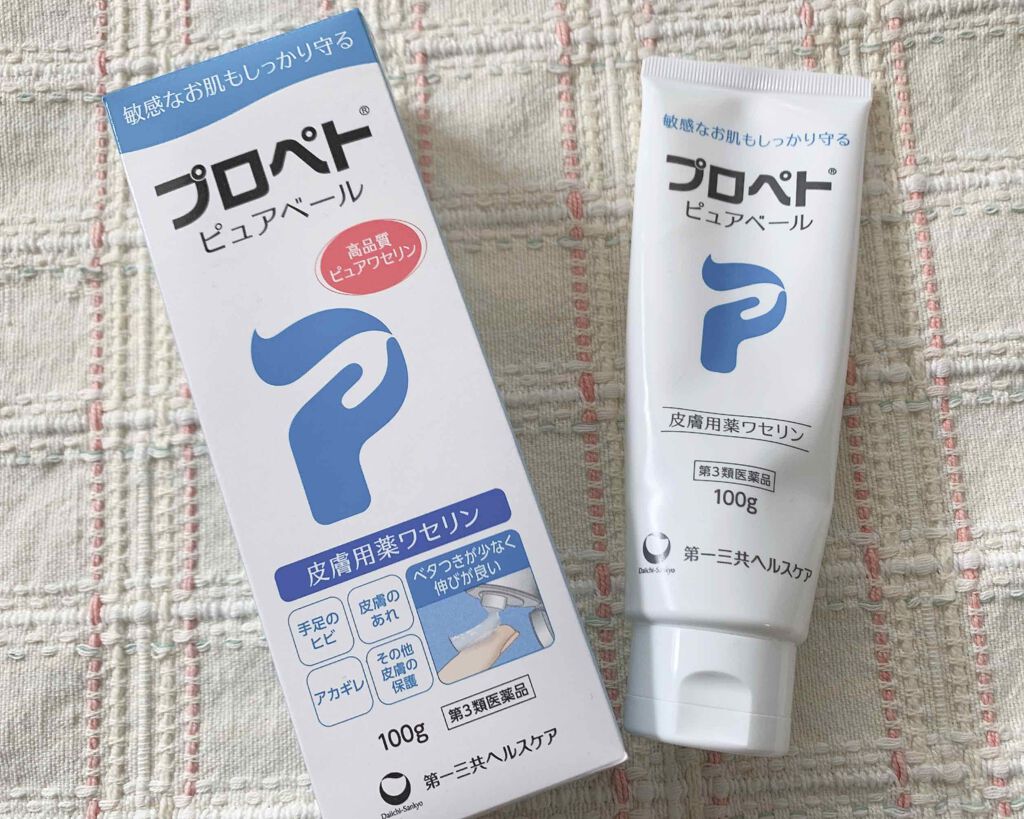 敏感なお肌もしっかり守る
プロペト®
ピュアベール
高品質
ピュアワセリン
皮膚用薬ワセリン
手足の
ヒビ
皮膚の
あれ
アカギレ
その他
皮膚の
保護
ベタつきが少なく
伸びが良い
100g
第3類医薬品
Daiichi-Sankyo
第一三共ヘルスケア
敏感なお肌もしっかり守る
プロペト®
ピュアベール
皮膚用薬ワセリン
第3類医薬品
100g
Daiichi-Sankyo
第一三共ヘルスケア